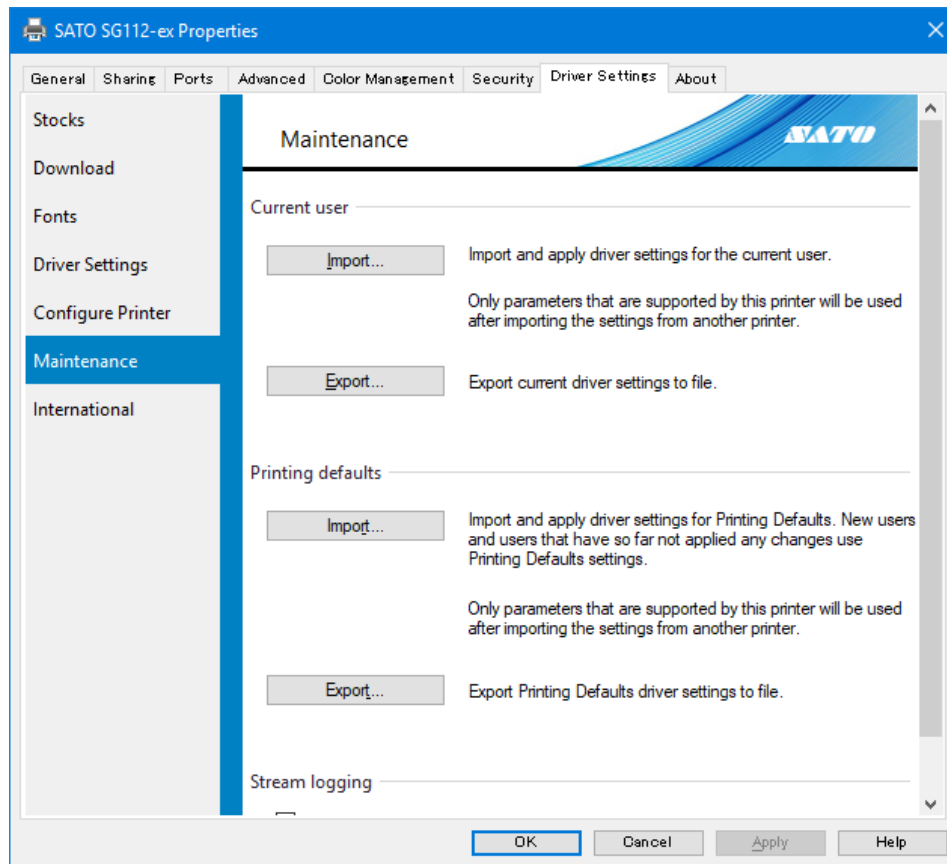 SATO SG112-ex Properties
General Sharing Ports Advanced Color Management Security Driver Settings About
Stocks
Download
Fonts
Driver Settings
Configure Printer
Maintenance
International
Maintenance
SATO
Current user
Import...
Import and apply driver settings for the current user.
Only parameters that are supported by this printer will be used
after importing the settings from another printer.
Export...
Export current driver settings to file.
Printing defaults
Import...
Import and apply driver settings for Printing Defaults. New users
and users that have so far not applied any changes use
Printing Defaults settings.
Only parameters that are supported by this printer will be used
after importing the settings from another printer.
Export...
Export Printing Defaults driver settings to file.
Stream logging
OK Cancel Apply Help